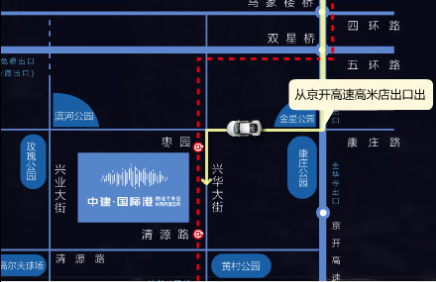 马家楼桥
四环路
双星桥
免费出口
五环路
从京开高速高米店出口出
滨河公园
金星公园
出口
枣园
康庄路
玫瑰公园
兴业大街
兴华大街
康庄公园
金华寺出口
中建·国际港
清源路
京开高速
高尔夫球场
清源路
黄村公园